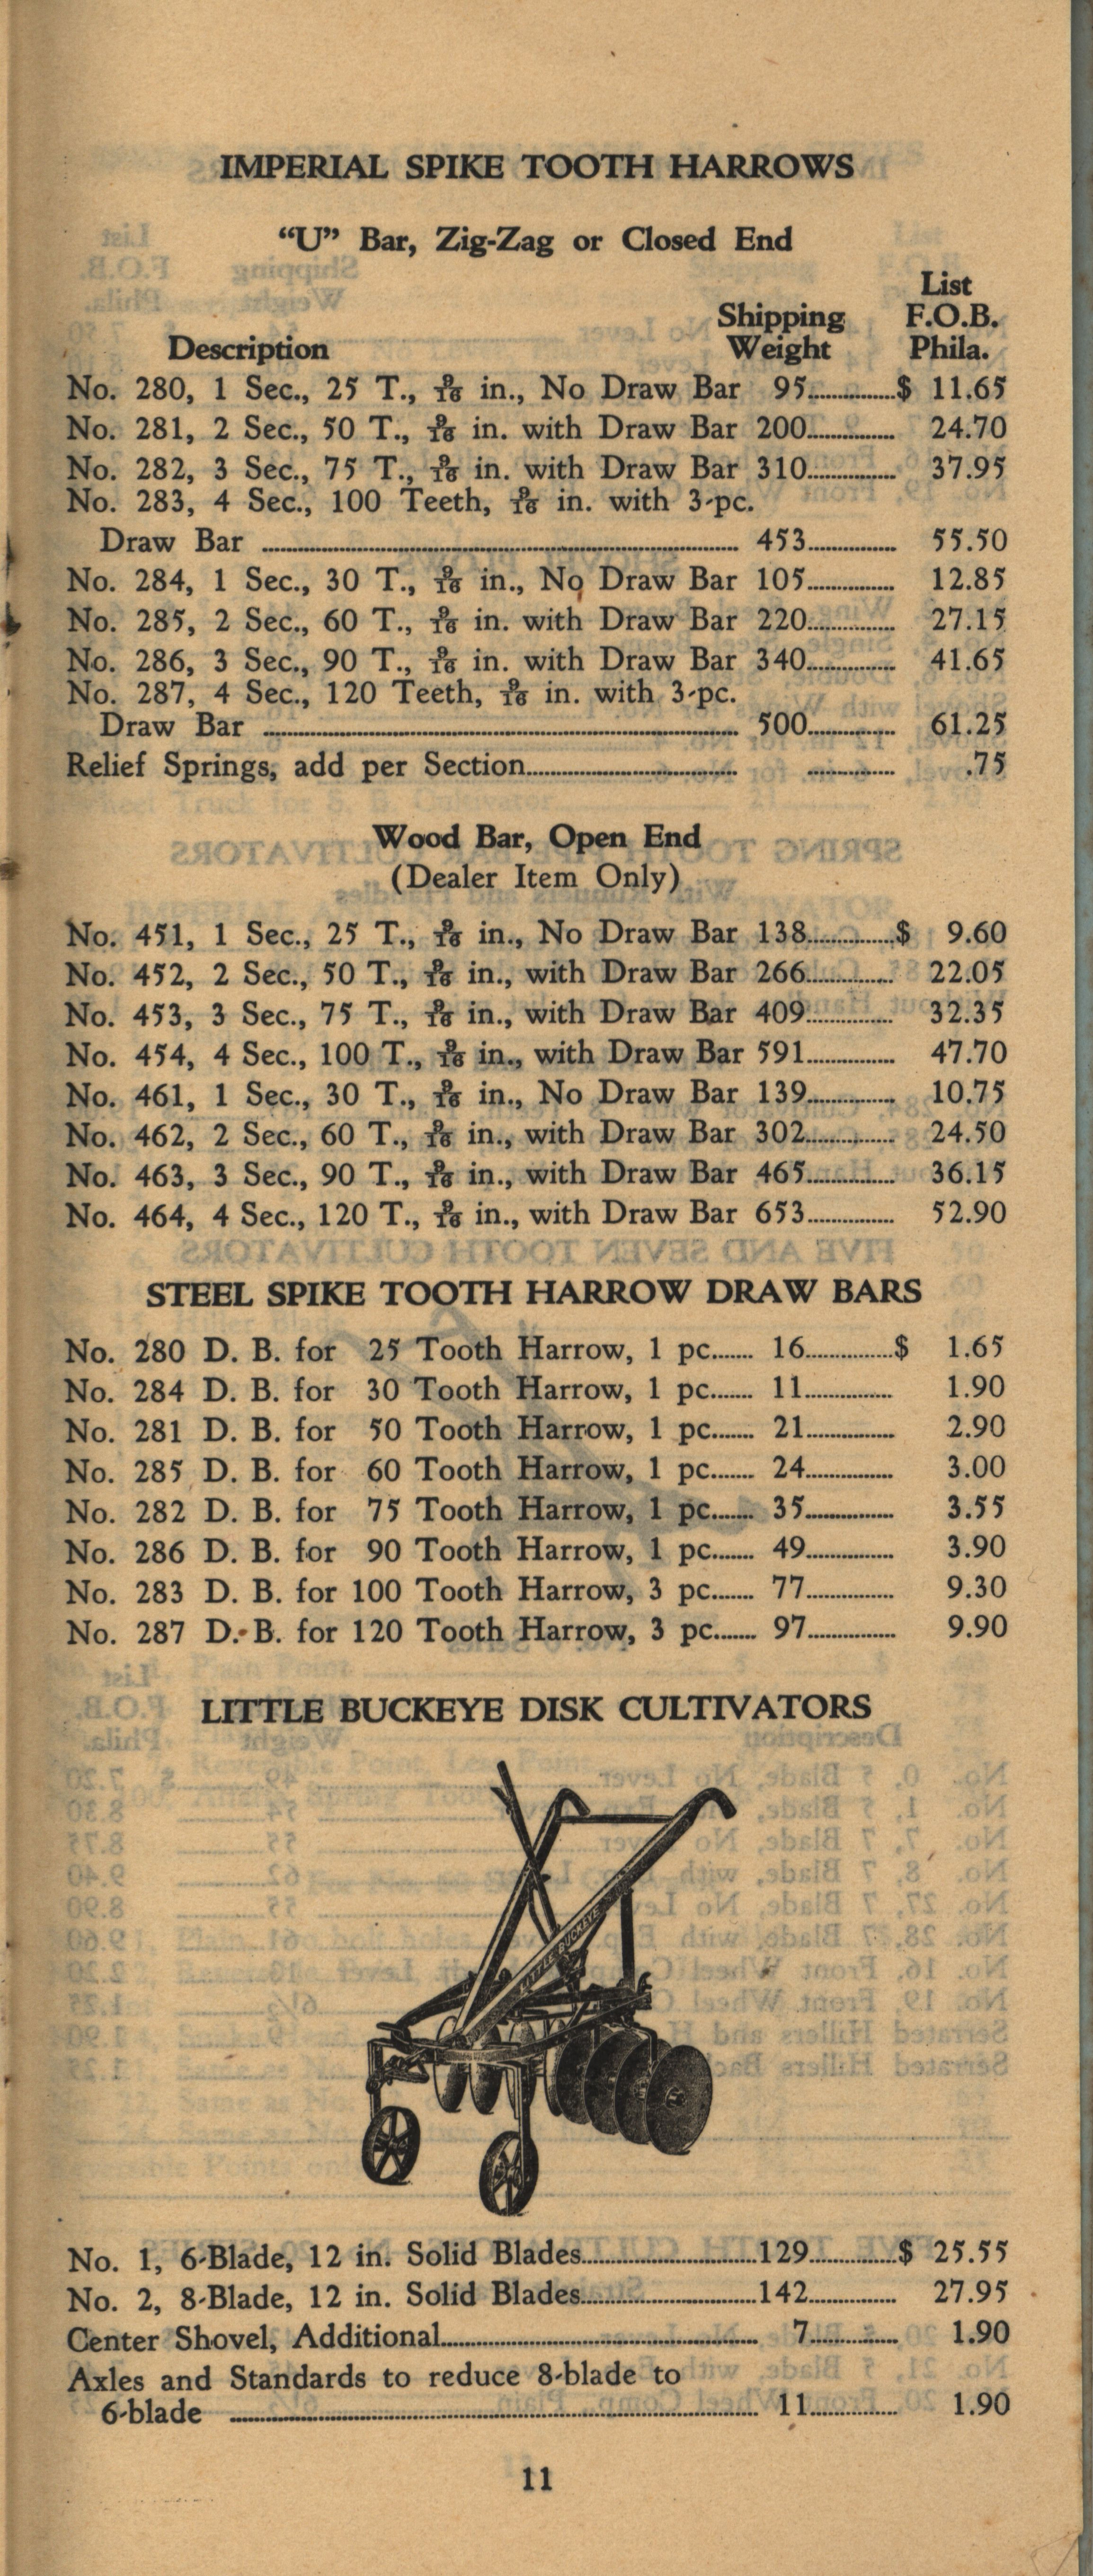 IMPERIAL SPIKE TOOTH HARROWS
“U” Bar, Zig-Zag or Closed End
List
Shipping F.O.B.
Description Weight Phila.
No. 280, 1 Sec., 25 T., 9/16 in., No Draw Bar 95..............$ 11.65
No. 281, 2 Sec., 50 T., 9/16 in. with Draw Bar 200.............. 24.70
No. 282, 3 Sec., 75 T., 9/16 in. with Draw Bar 310.............. 37.95
No. 283, 4 Sec., 100 Teeth, 9/16 in. with 3-pc.
Draw Bar .............................. 453.............. 55.50
No. 284, 1 Sec., 30 T., 9/16 in., No Draw Bar 105.............. 12.85
No. 285, 2 Sec., 60 T., 9/16 in. with Draw Bar 220.............. 27.15
No. 286, 3 Sec., 90 T., 9/16 in. with Draw Bar 340.............. 41.65
No. 287, 4 Sec., 120 Teeth, 9/16 in. with 3-pc.
Draw Bar .............................. 500.............. 61.25
Relief Springs, add per Section.............................. .............. .75
Wood Bar, Open End
(Dealer Item Only)
No. 451, 1 Sec., 25 T., 9/16 in., No Draw Bar 138..............$ 9.60
No. 452, 2 Sec., 50 T., 9/16 in., with Draw Bar 266.............. 22.05
No. 453, 3 Sec., 75 T., 9/16 in., with Draw Bar 409.............. 32.35
No. 454, 4 Sec., 100 T., 9/16 in., with Draw Bar 591.............. 47.70
No. 461, 1 Sec., 30 T., 9/16 in., No Draw Bar 139.............. 10.75
No. 462, 2 Sec., 60 T., 9/16 in., with Draw Bar 302.............. 24.50
No. 463, 3 Sec., 90 T., 9/16 in., with Draw Bar 465.............. 36.15
No. 464, 4 Sec., 120 T., 9/16 in., with Draw Bar 653.............. 52.90
STEEL SPIKE TOOTH HARROW DRAW BARS
No. 280 D. B. for 25 Tooth Harrow, 1 pc....... 16..............$ 1.65
No. 284 D. B. for 30 Tooth Harrow, 1 pc....... 11.............. 1.90
No. 281 D. B. for 50 Tooth Harrow, 1 pc....... 21.............. 2.90
No. 285 D. B. for 60 Tooth Harrow, 1 pc....... 24.............. 3.00
No. 282 D. B. for 75 Tooth Harrow, 1 pc....... 35.............. 3.55
No. 286 D. B. for 90 Tooth Harrow, 1 pc....... 49.............. 3.90
No. 283 D. B. for 100 Tooth Harrow, 3 pc....... 77.............. 9.30
No. 287 D. B. for 120 Tooth Harrow, 3 pc....... 97.............. 9.90
LITTLE BUCKEYE DISK CULTIVATORS
LITTLE BUCKEYE
No. 1, 6-Blade, 12 in. Solid Blades..............................129..............$ 25.55
No. 2, 8-Blade, 12 in. Solid Blades..............................142.............. 27.95
Center Shovel, Additional.............................. 7.............. 1.90
Axles and Standards to reduce 8-blade to
6-blade .............................. 11.............. 1.90
11